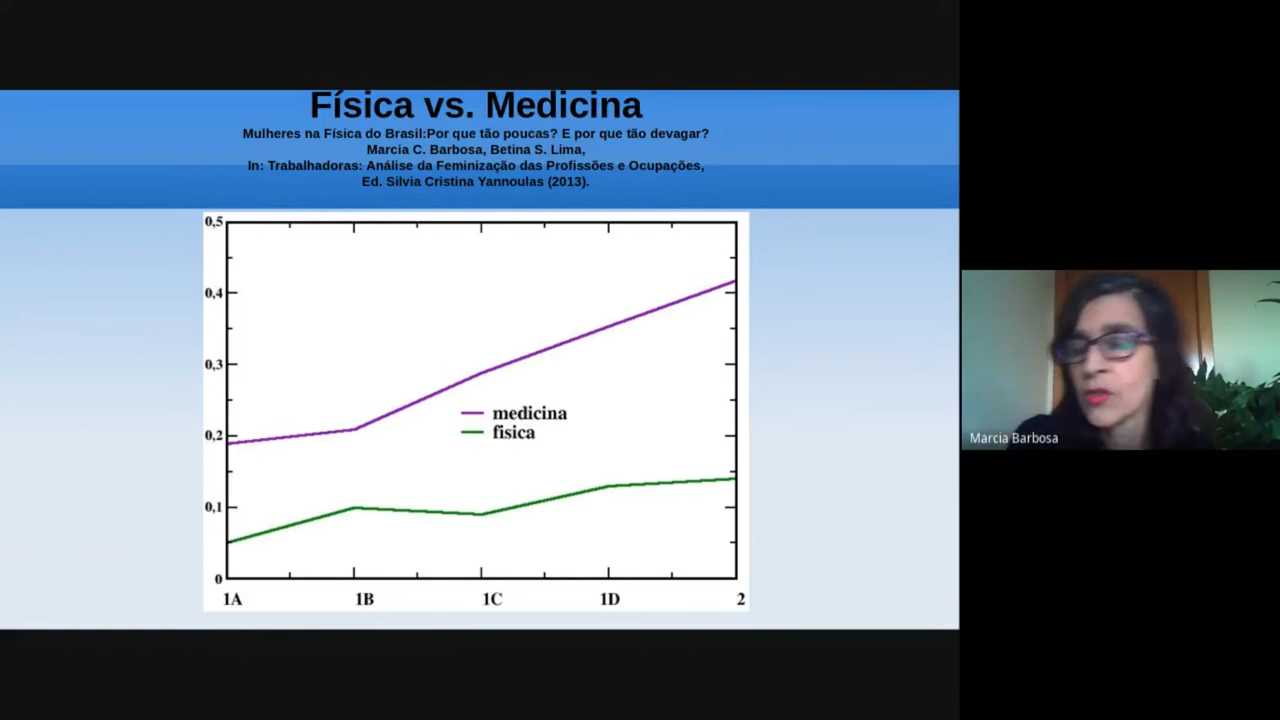 Física vs. Medicina
Mulheres na Física do Brasil:Por que tão poucas? E por que tão devagar?
Marcia C. Barbosa, Betina S. Lima,
In: Trabalhadoras: Análise da Feminização das Profissões e Ocupações,
Ed. Silvia Cristina Yannoulas (2013).
0,5
0,4
0,3
0,2
0,1
0
medicina
fisica
1A 1B 1C 1D 2
Marcia Barbosa